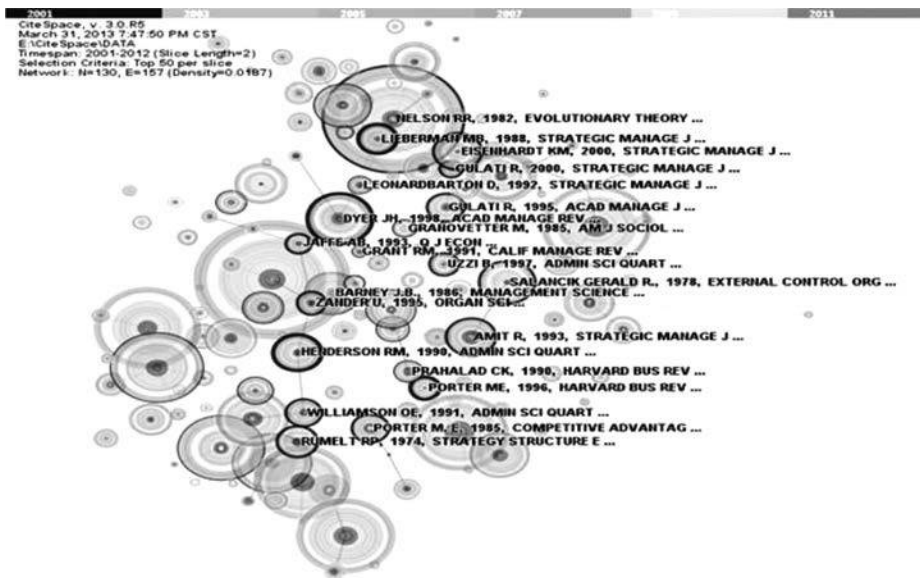 2001 2003 2005 2007 2009 2011
CiteSpace, v. 3.0.R5
March 31, 2013 7:47:50 PM CST
E:\CiteSpace\DATA
Timespan: 2001-2012 (Slice Length=2)
Selection Criteria: Top 50 per slice
Network: N=130, E=157 (Density=0.0187)
NELSON RR, 1982, EVOLUTIONARY THEORY ...
LIEBERMAN MB, 1988, STRATEGIC MANAGE J ...
EISENHARDT KM, 2000, STRATEGIC MANAGE J ...
GULATI R, 2000, STRATEGIC MANAGE J ...
LEONARDBARTON D, 1992, STRATEGIC MANAGE J ...
GULATI R, 1995, ACAD MANAGE J ...
DYER JH, 1998, ACAD MANAGE REV ...
GRANOVETTER M, 1985, AM J SOCIOL ...
JAFFE AB, 1993, Q J ECON ...
GRANT RM, 1991, CALIF MANAGE REV ...
UZZI B, 1997, ADMIN SCI QUART ...
SALANCIK GERALD R., 1978, EXTERNAL CONTROL ORG ...
BARNEY J.B., 1986, MANAGEMENT SCIENCE ...
ZANDER U, 1995, ORGAN SCI ...
AMIT R, 1993, STRATEGIC MANAGE J ...
HENDERSON RM, 1990, ADMIN SCI QUART ...
PRAHALAD CK, 1990, HARVARD BUS REV ...
PORTER ME, 1996, HARVARD BUS REV ...
WILLIAMSON OE, 1991, ADMIN SCI QUART ...
PORTER M. E, 1985, COMPETITIVE ADVANTAG ...
RUMELT RP, 1974, STRATEGY STRUCTURE E ...